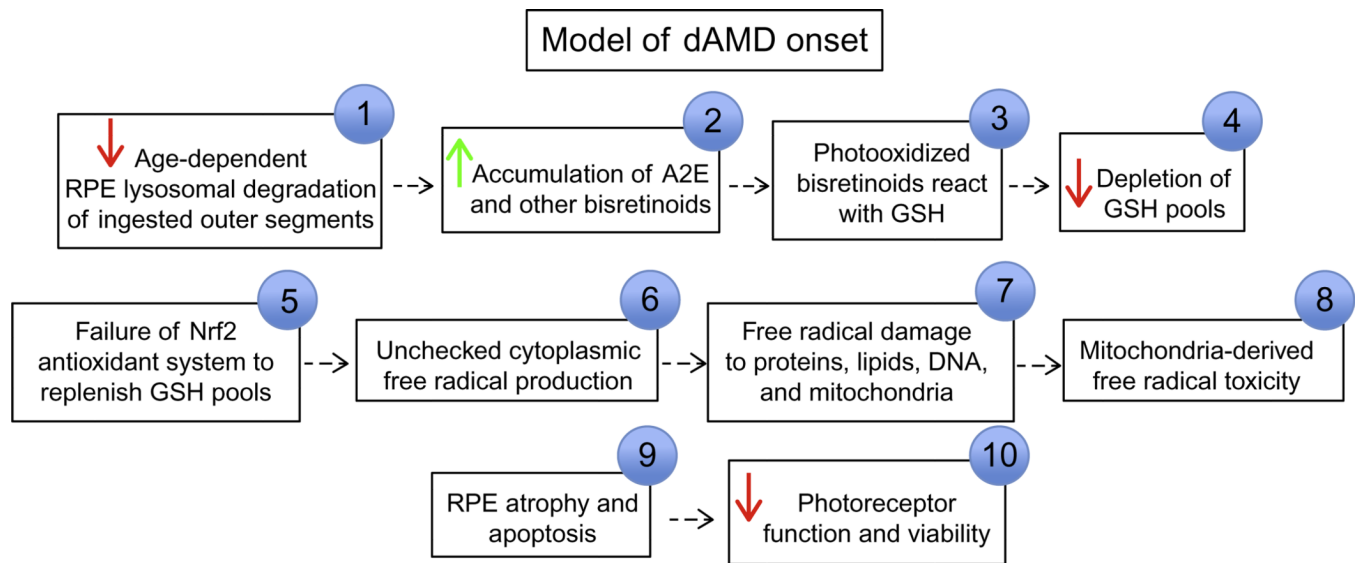 Model of dAMD onset
1
Age-dependent
RPE lysosomal degradation
of ingested outer segments
2
Accumulation of A2E
and other bisretinoids
3
Photooxidized
bisretinoids react
with GSH
4
Depletion of
GSH pools
5
Failure of Nrf2
antioxidant system to
replenish GSH pools
6
Unchecked cytoplasmic
free radical production
7
Free radical damage
to proteins, lipids, DNA,
and mitochondria
8
Mitochondria-derived
free radical toxicity
9
RPE atrophy and
apoptosis
10
Photoreceptor
function and viability